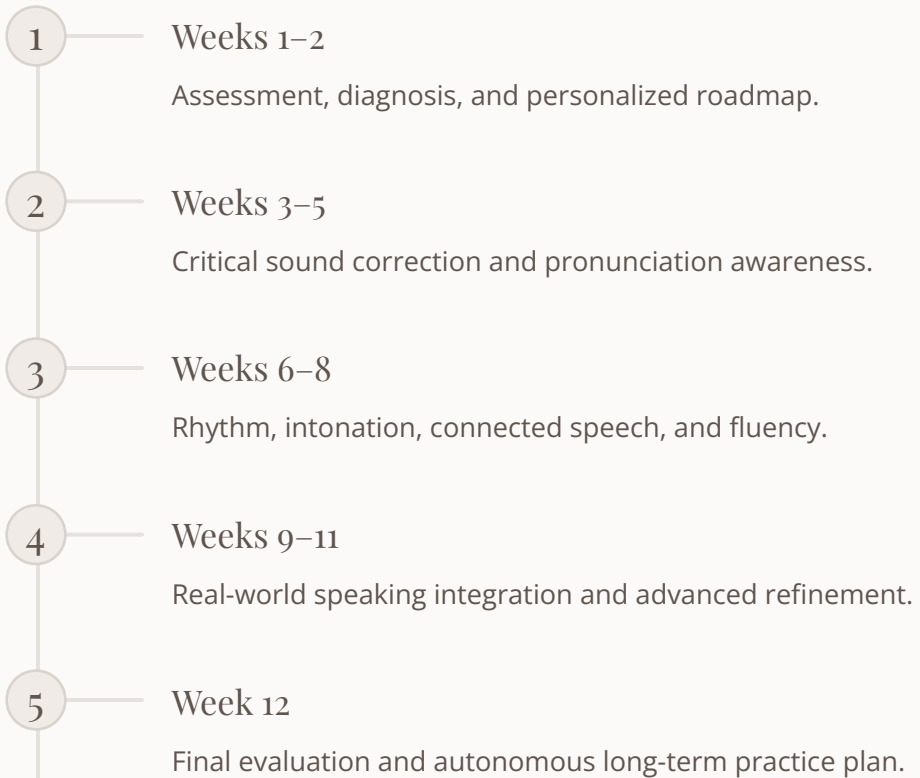 1
Weeks 1–2
Assessment, diagnosis, and personalized roadmap.
2
Weeks 3–5
Critical sound correction and pronunciation awareness.
3
Weeks 6–8
Rhythm, intonation, connected speech, and fluency.
4
Weeks 9–11
Real-world speaking integration and advanced refinement.
5
Week 12
Final evaluation and autonomous long-term practice plan.